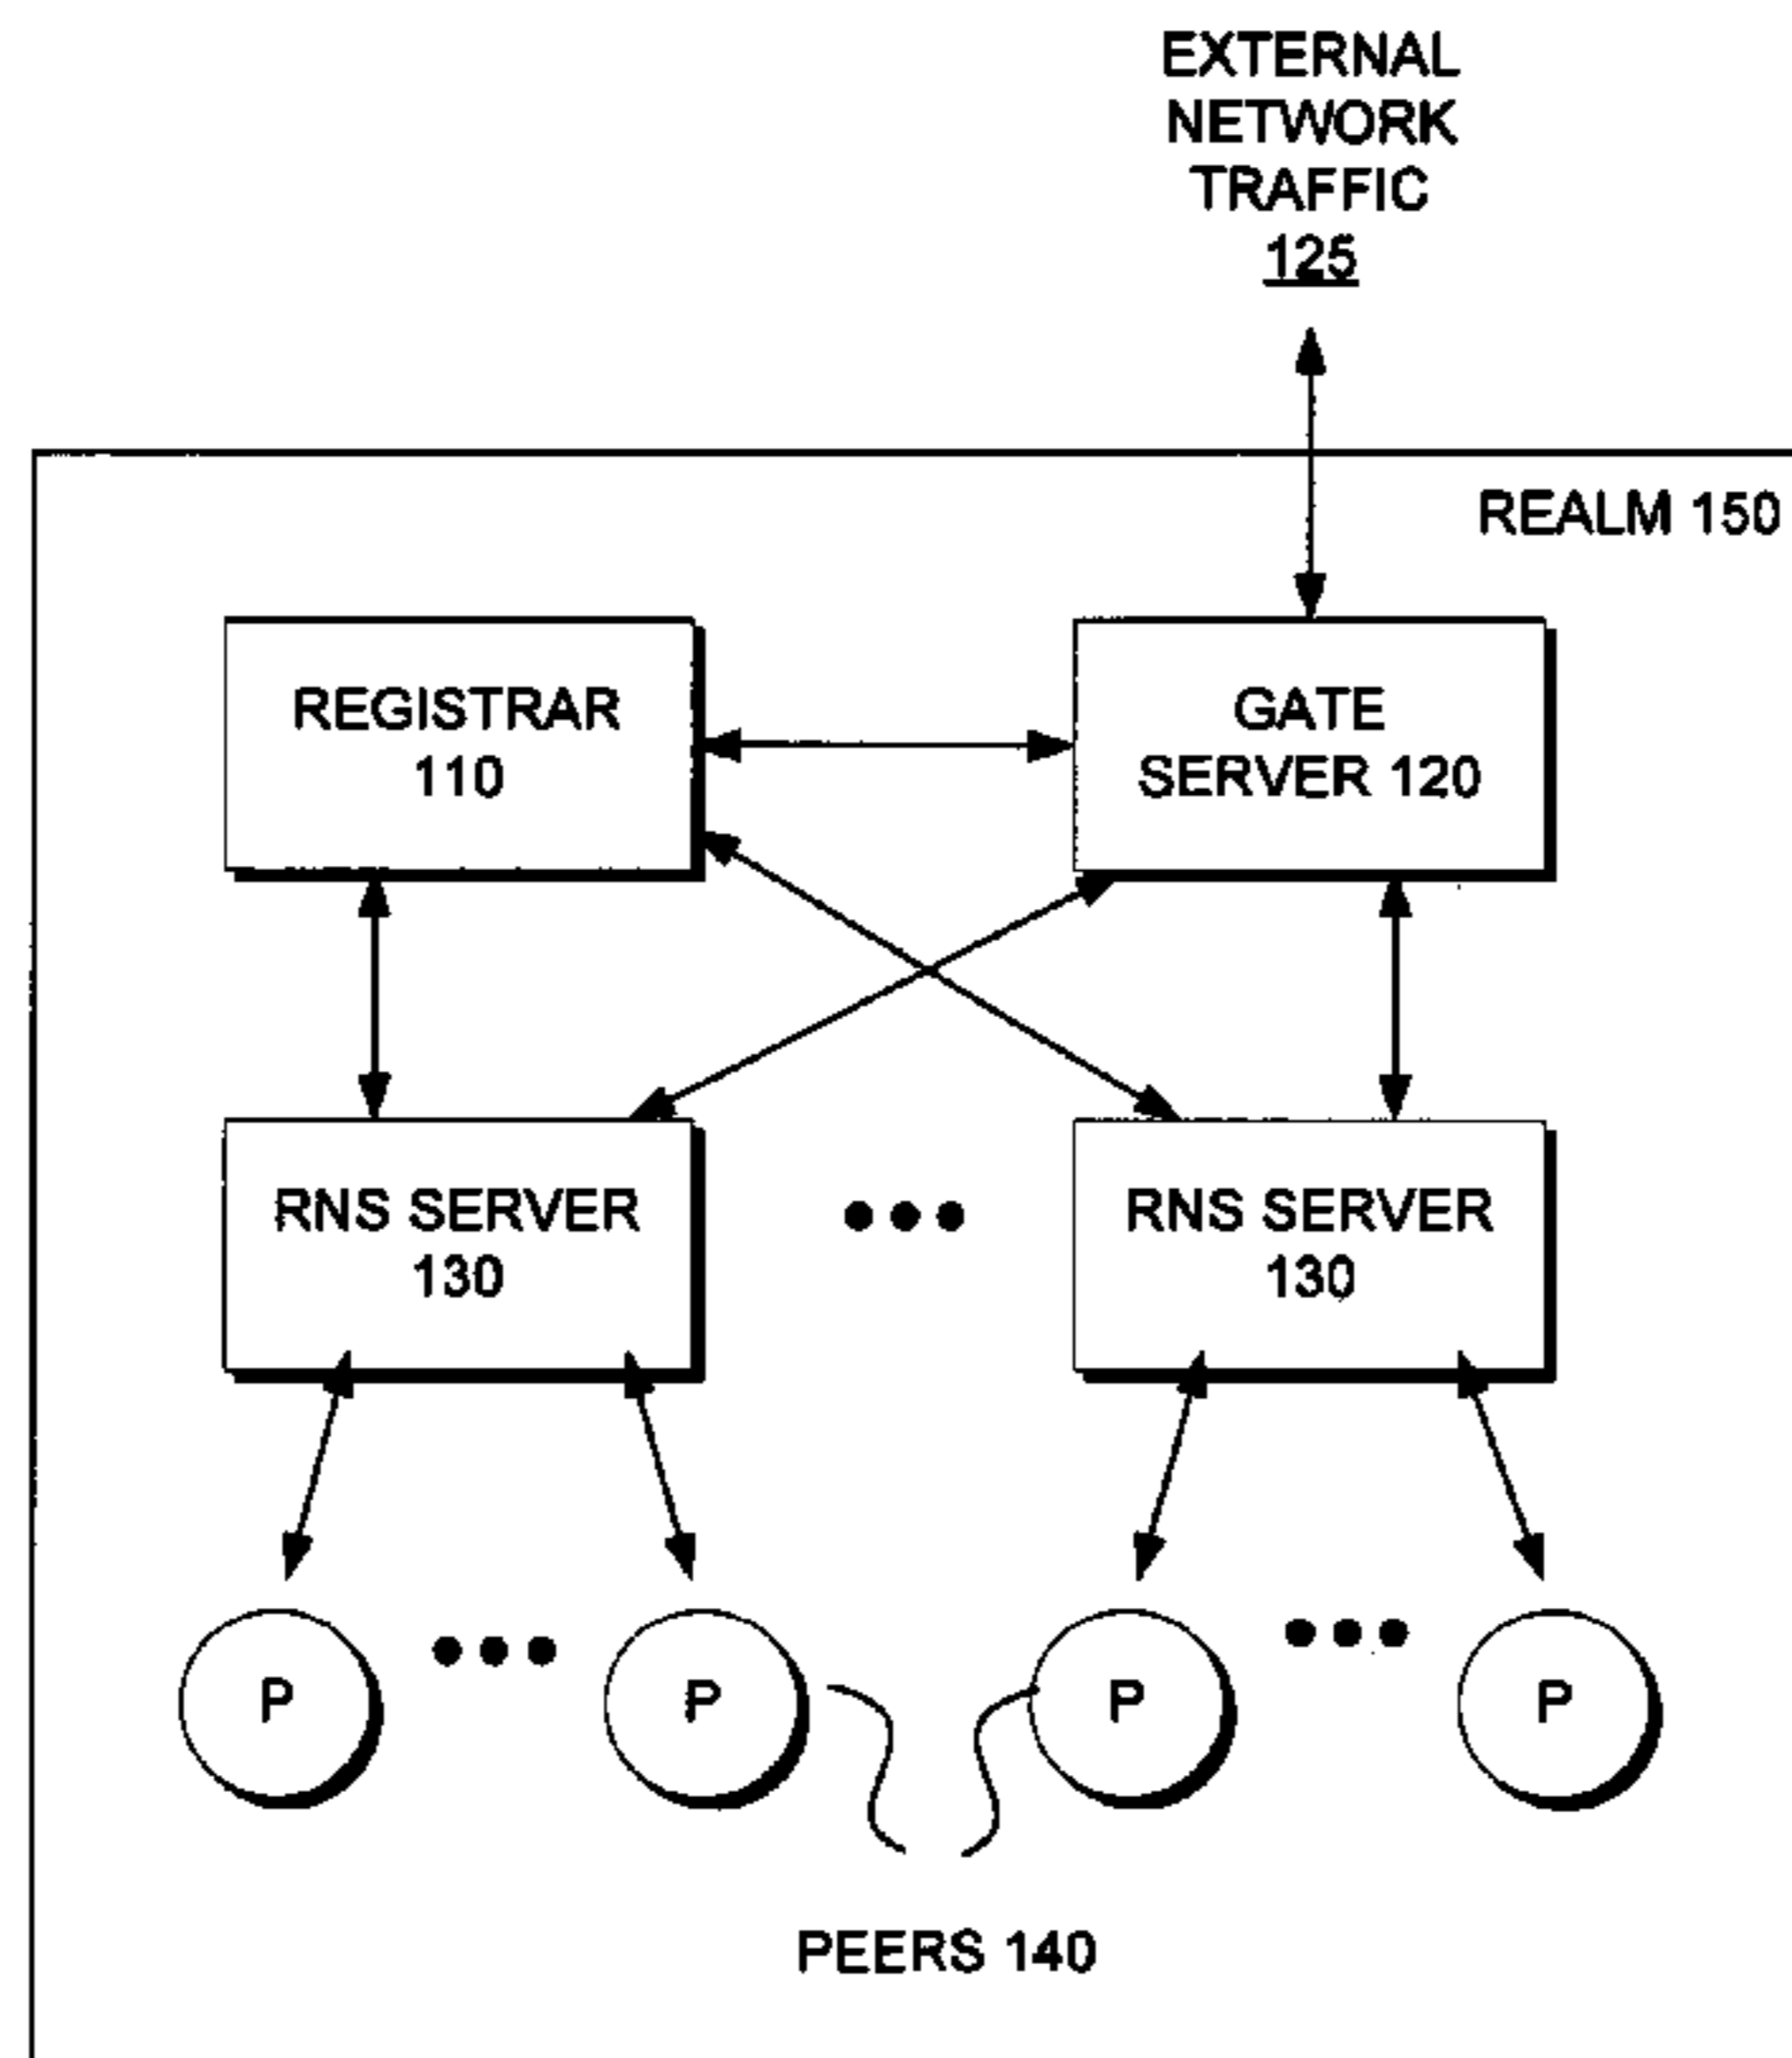 EXTERNAL
NETWORK
TRAFFIC
125
REALM 150
REGISTRAR
110
GATE
SERVER 120
RNS SERVER
130
RNS SERVER
130
P
P
P
P
PEERS 140